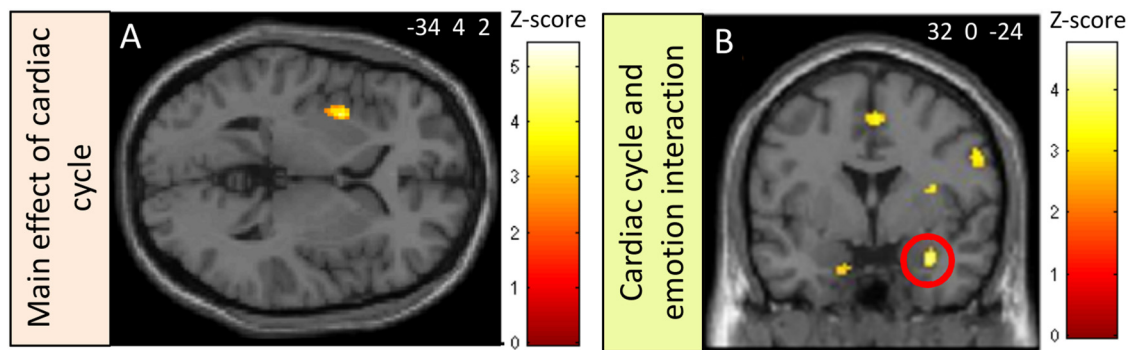 Main effect of cardiac
cycle
A
-34 4 2
Z-score
5
4
3
2
1
0
Cardiac cycle and
emotion interaction
B
32 0 -24
Z-score
4
3
2
1
0